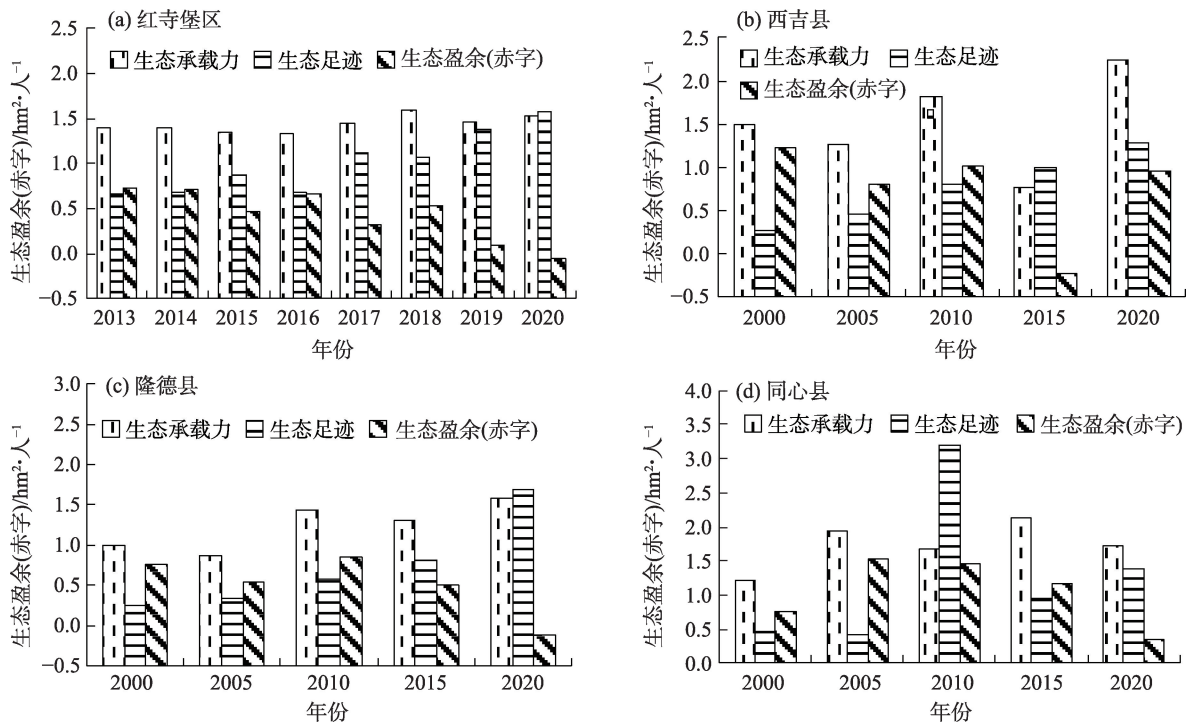 (a) 红寺堡区
生态承载力 生态足迹 生态盈余(赤字)
生态盈余(赤字)/hm²·人⁻¹
2.5
2.0
1.5
1.0
0.5
0.0
−0.5
2013 2014 2015 2016 2017 2018 2019 2020
年份
(b) 西吉县
生态承载力 生态足迹
生态盈余(赤字)
生态盈余(赤字)/hm²·人⁻¹
2.5
2.0
1.5
1.0
0.5
0.0
−0.5
2000 2005 2010 2015 2020
年份
(c) 隆德县
生态承载力 生态足迹 生态盈余(赤字)
生态盈余(赤字)/hm²·人⁻¹
3.0
2.5
2.0
1.5
1.0
0.5
0.0
−0.5
2000 2005 2010 2015 2020
年份
(d) 同心县
生态承载力 生态足迹 生态盈余(赤字)
生态盈余(赤字)/hm²·人⁻¹
4.0
3.5
3.0
2.5
2.0
1.5
1.0
0.5
0.0
2000 2005 2010 2015 2020
年份